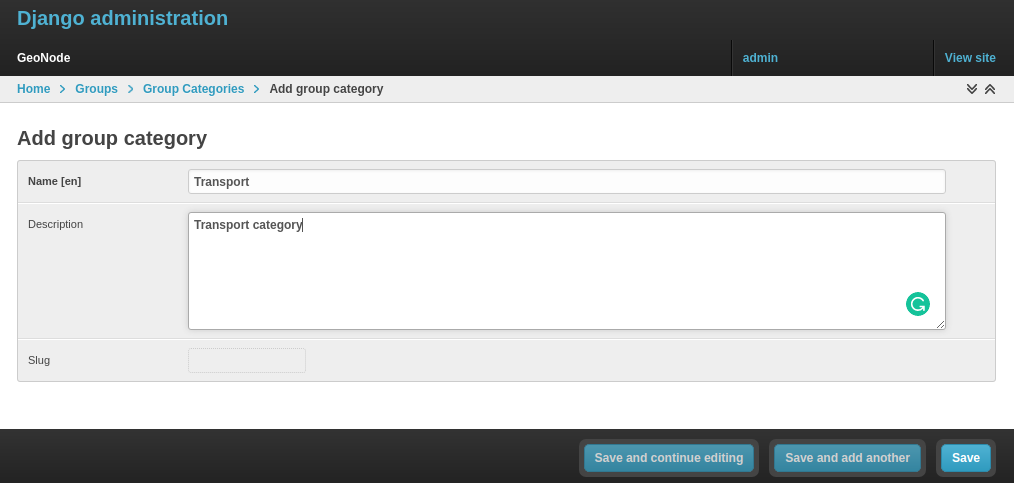 Django administration
GeoNode
admin
View site
Home
Groups
Group Categories
Add group category
Add group category
Name [en]
Transport
Description
Transport category
Slug
Save and continue editing
Save and add another
Save